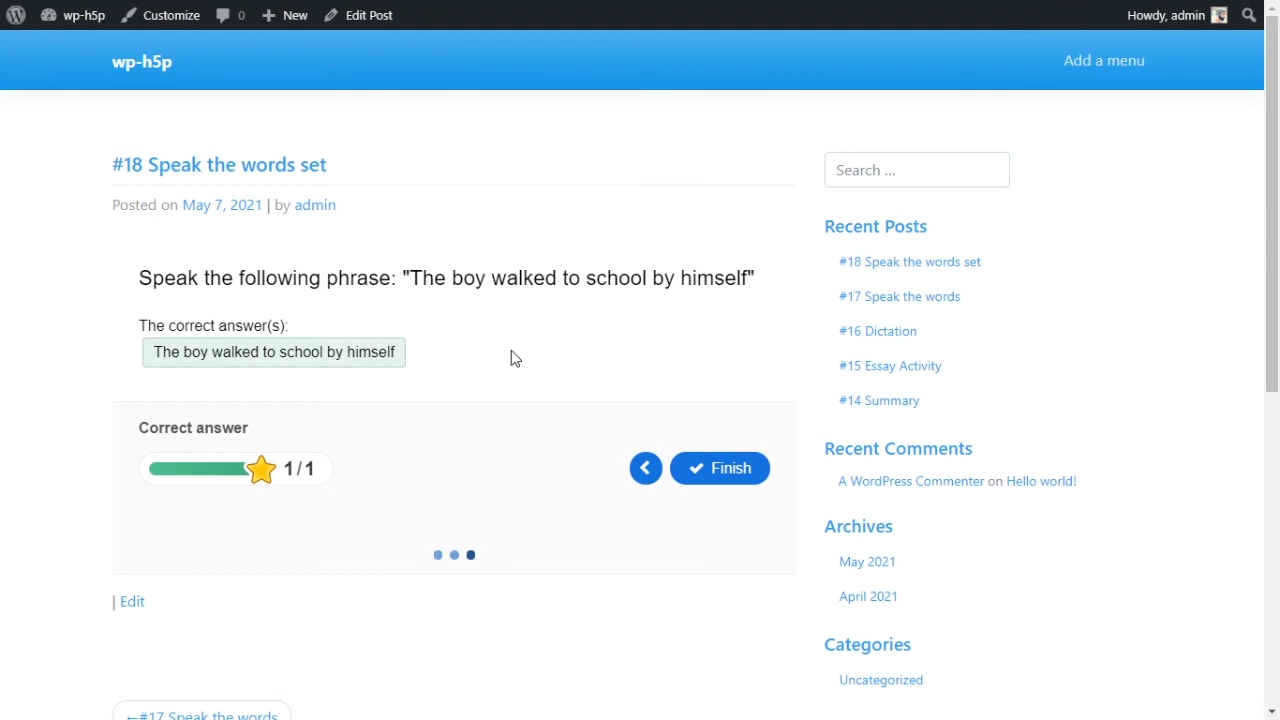 wp-h5p Customize 0 New Edit Post Howdy, admin
wp-h5p Add a menu
#18 Speak the words set
Posted on May 7, 2021 | by admin
Speak the following phrase: "The boy walked to school by himself"
The correct answer(s):
The boy walked to school by himself
Correct answer
1/1
Finish
| Edit
←#17 Speak the words
Search ...
Recent Posts
#18 Speak the words set
#17 Speak the words
#16 Dictation
#15 Essay Activity
#14 Summary
Recent Comments
A WordPress Commenter on Hello world!
Archives
May 2021
April 2021
Categories
Uncategorized